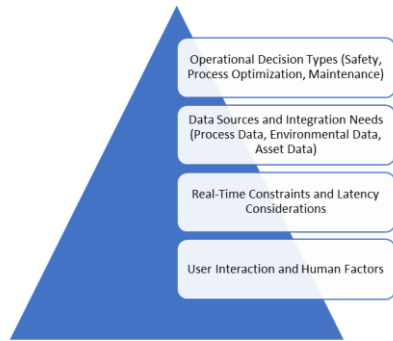 Operational Decision Types (Safety,
Process Optimization, Maintenance)
Data Sources and Integration Needs
(Process Data, Environmental Data,
Asset Data)
Real-Time Constraints and Latency
Considerations
User Interaction and Human Factors